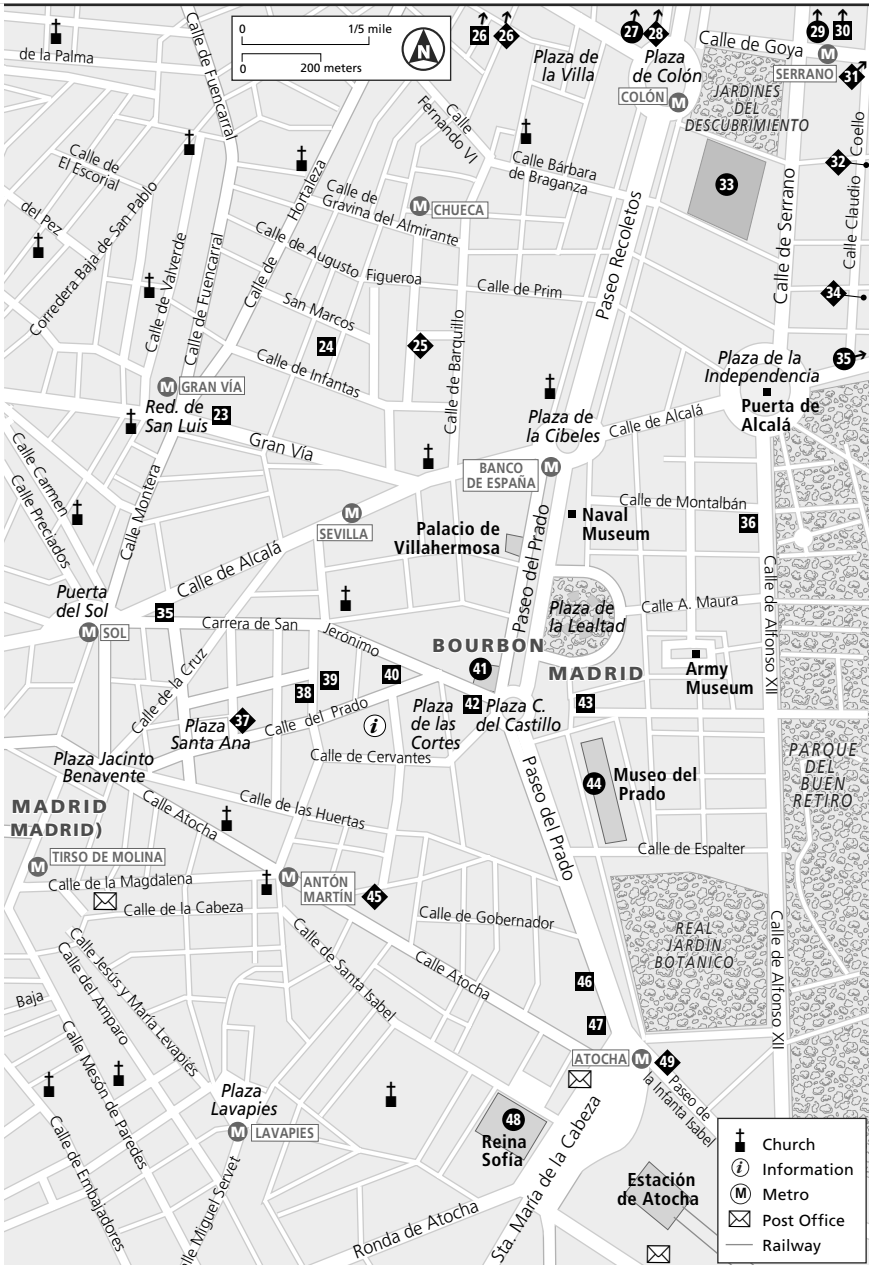 0 1/5 mile
0 200 meters
N
26
26
27
28
29
30
Calle de Goya
SERRANO
31
de la Palma
Calle de Fuencarral
Plaza de
la Villa
Plaza
de Colón
COLÓN
JARDINES
DEL
DESCUBRIMIENTO
Calle
Fernando VI
Calle Bárbara
de Braganza
32
33
Calle Claudio Coello
Calle de Serrano
Calle de
El Escorial
del Pez
Corredera Baja de San Pablo
Calle de Valverde
Calle de Fuencarral
Calle de Hortaleza
Calle de
Gravina del Almirante
CHUECA
Calle de Augusto Figueroa
Calle de Prim
Paseo Recoletos
San Marcos
24
25
Calle de Infantas
Calle de Barquillo
34
35
Plaza de la
Independencia
Puerta de
Alcalá
GRAN VÍA
Red. de
San Luis
23
Gran Vía
Plaza de
la Cibeles
Calle de Alcalá
BANCO
DE ESPAÑA
Calle Carmen
Calle Preciados
Calle Montera
SEVILLA
Calle de Alcalá
Palacio de
Villahermosa
Naval
Museum
Calle de Montalbán
36
Paseo del Prado
Calle de Alfonso XII
Puerta
del Sol
SOL
35
Carrera de San
Jerónimo
Plaza de
la Lealtad
Calle A. Maura
BOURBON
MADRID
Army
Museum
Calle de la Cruz
38
39
40
41
42
43
37
Plaza
Santa Ana
Calle del Prado
i
Plaza
de las
Cortes
Plaza C.
del Castillo
Calle de Cervantes
Plaza Jacinto
Benavente
MADRID
MADRID)
Calle de las Huertas
Calle Atocha
Paseo del Prado
44
Museo del
Prado
PARQUE
DEL
BUEN
RETIRO
Calle de Espalter
TIRSO DE MOLINA
Calle de la Magdalena
ANTÓN
MARTÍN
45
Calle de la Cabeza
Calle de Gobernador
REAL
JARDIN
BOTANICO
Calle de Santa Isabel
Calle Atocha
Calle Jesús y María Levapiés
Calle del Amparo
Baja
Calle Mesón de Paredes
Calle de Embajadores
46
47
ATOCHA
49
Paseo de
la Infanta Isabel
Calle de Alfonso XII
Plaza
Lavapies
LAVAPIES
48
Reina
Sofía
Sta. María de la Cabeza
Estación
de Atocha
Ronda de Atocha
alle Miguel Servet
Church
i Information
M Metro
Post Office
Railway